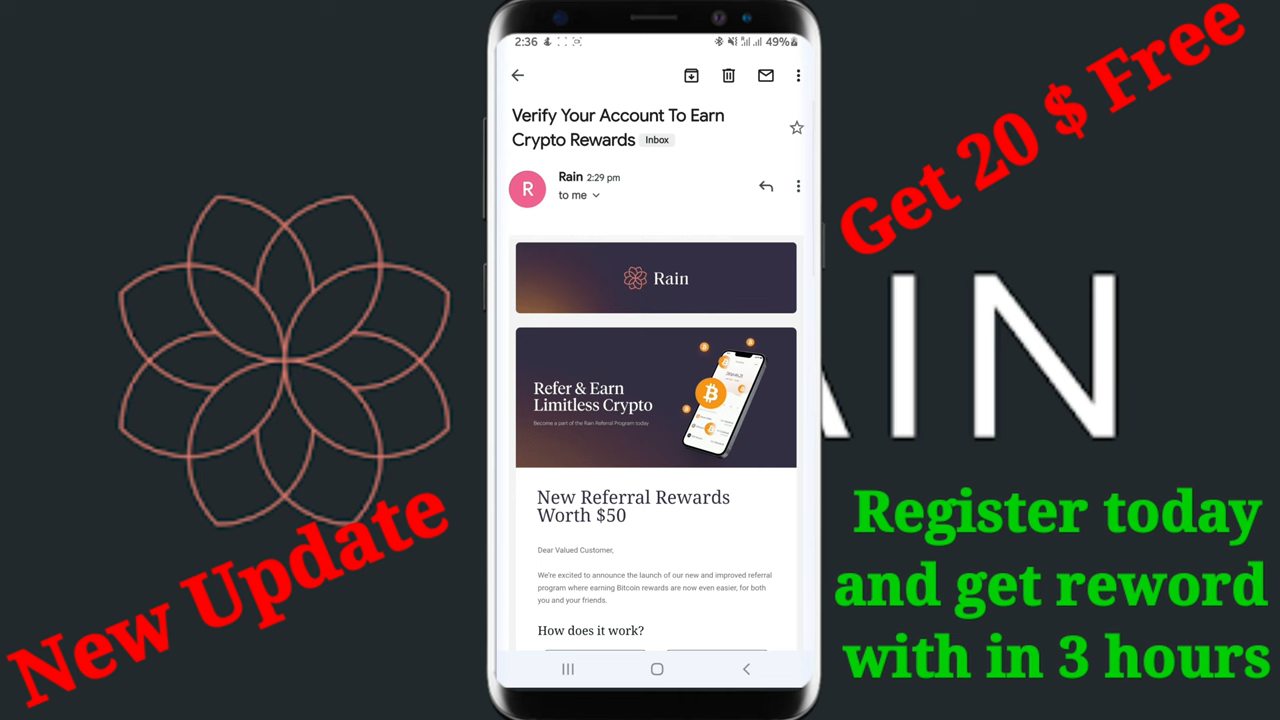 2:36
49%
Verify Your Account To Earn
Crypto Rewards Inbox
R
Rain 2:29 pm
to me
Rain
Refer & Earn
Limitless Crypto
Become a part of the Rain Referral Program today
New Referral Rewards
Worth $50
Dear Valued Customer,
We're excited to announce the launch of our new and improved referral
program where earning Bitcoin rewards are now even easier, for both
you and your friends.
How does it work?
New Update
Get 20 $ Free
AIN
Register today
and get reword
with in 3 hours